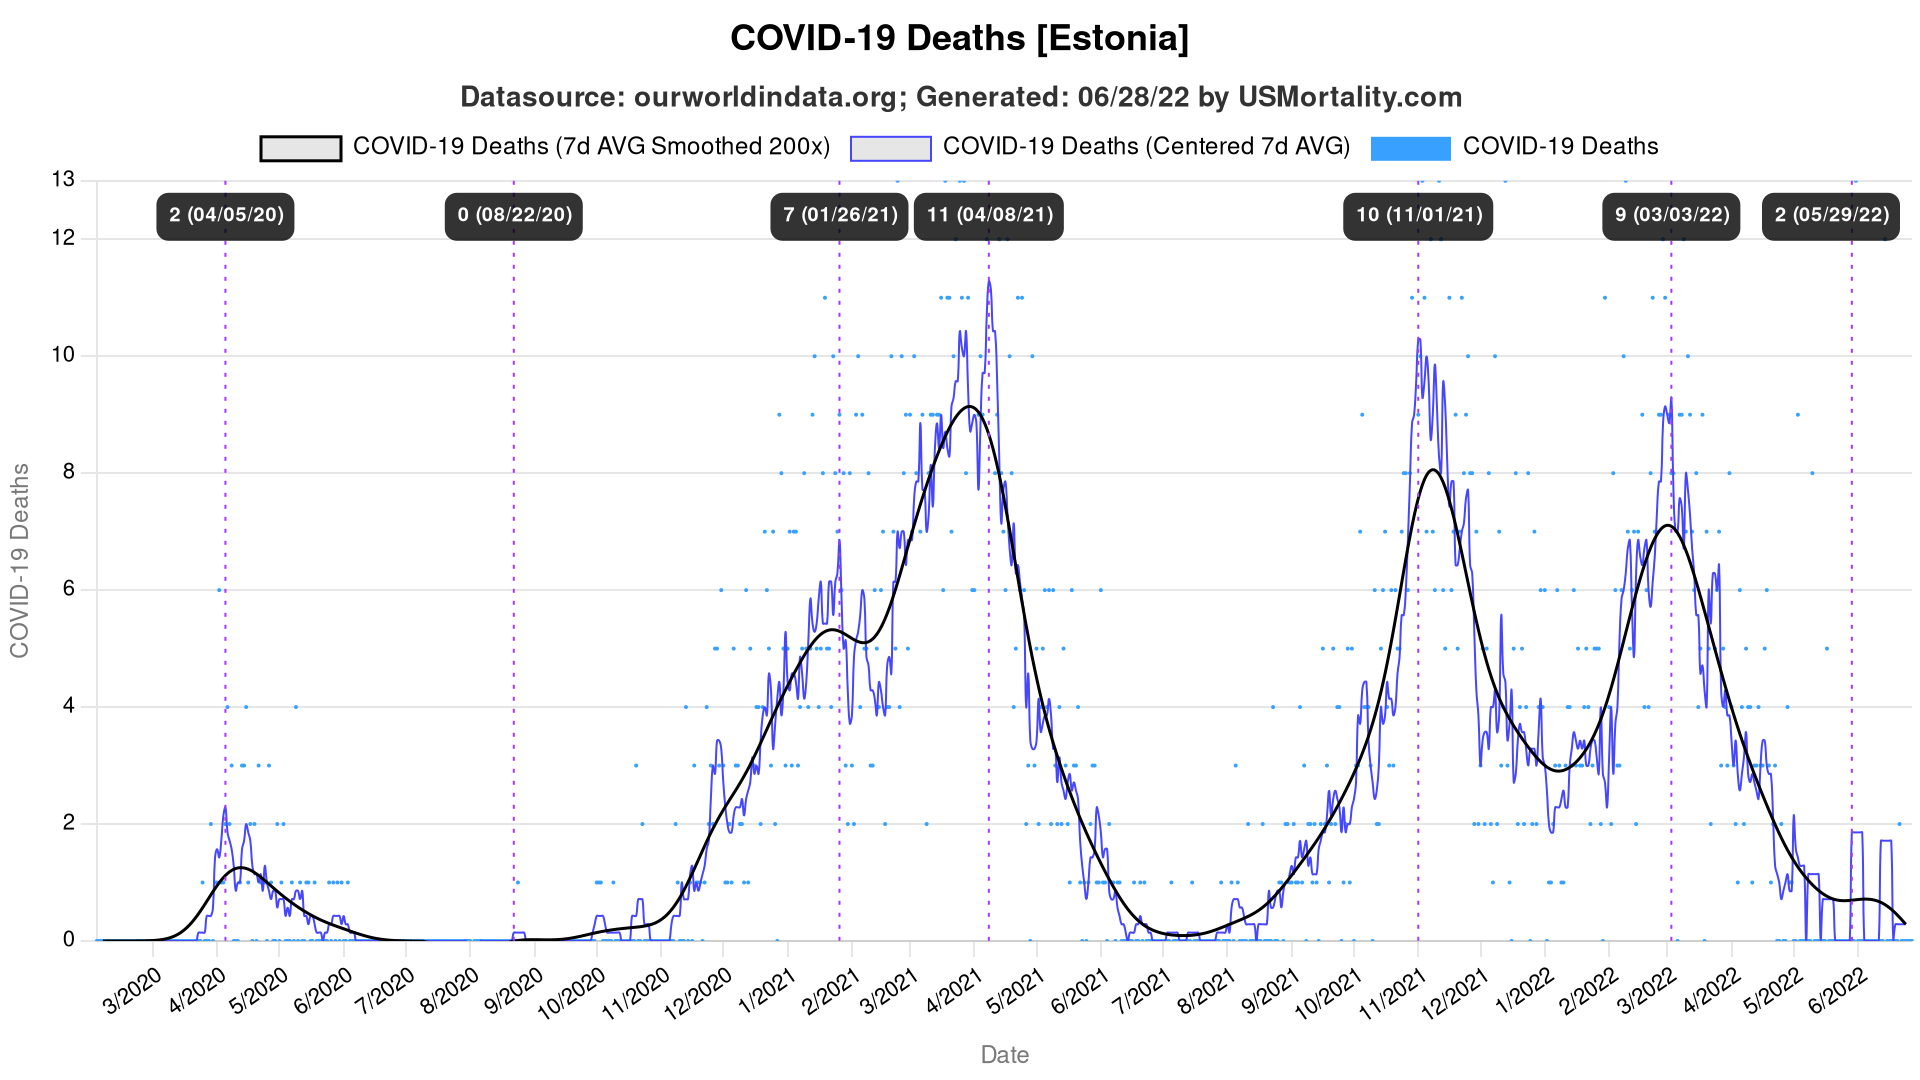 COVID-19 Deaths [Estonia]
Datasource: ourworldindata.org; Generated: 06/28/22 by USMortality.com
COVID-19 Deaths (7d AVG Smoothed 200x) COVID-19 Deaths (Centered 7d AVG) COVID-19 Deaths
13
2 (04/05/20) 0 (08/22/20) 7 (01/26/21) 11 (04/08/21) 10 (11/01/21) 9 (03/03/22) 2 (05/29/22)
12
10
8
6
4
2
0
COVID-19 Deaths
3/2020 4/2020 5/2020 6/2020 7/2020 8/2020 9/2020 10/2020 11/2020 12/2020 1/2021 2/2021 3/2021 4/2021 5/2021 6/2021 7/2021 8/2021 9/2021 10/2021 11/2021 12/2021 1/2022 2/2022 3/2022 4/2022 5/2022 6/2022
Date